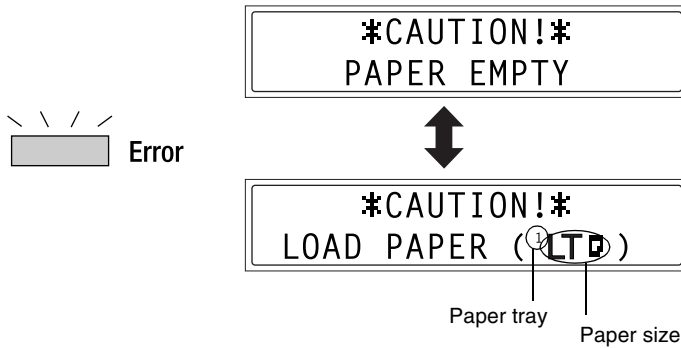 *CAUTION!*
PAPER EMPTY
Error
*CAUTION!*
LOAD PAPER (1LT)
Paper tray
Paper size